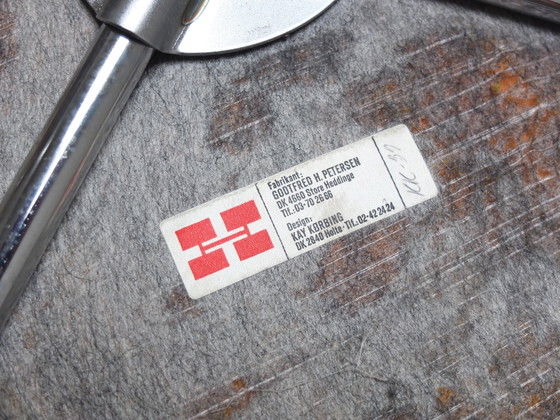 Fabrikant:
GODTFRED H. PETERSEN
DK 4660 Store Heddinge
Tlf.: 03-70 26 66
Design:
KAY KØRBING
DK 2840 Holte - Tlf.: 02-42 24 24
KK-32